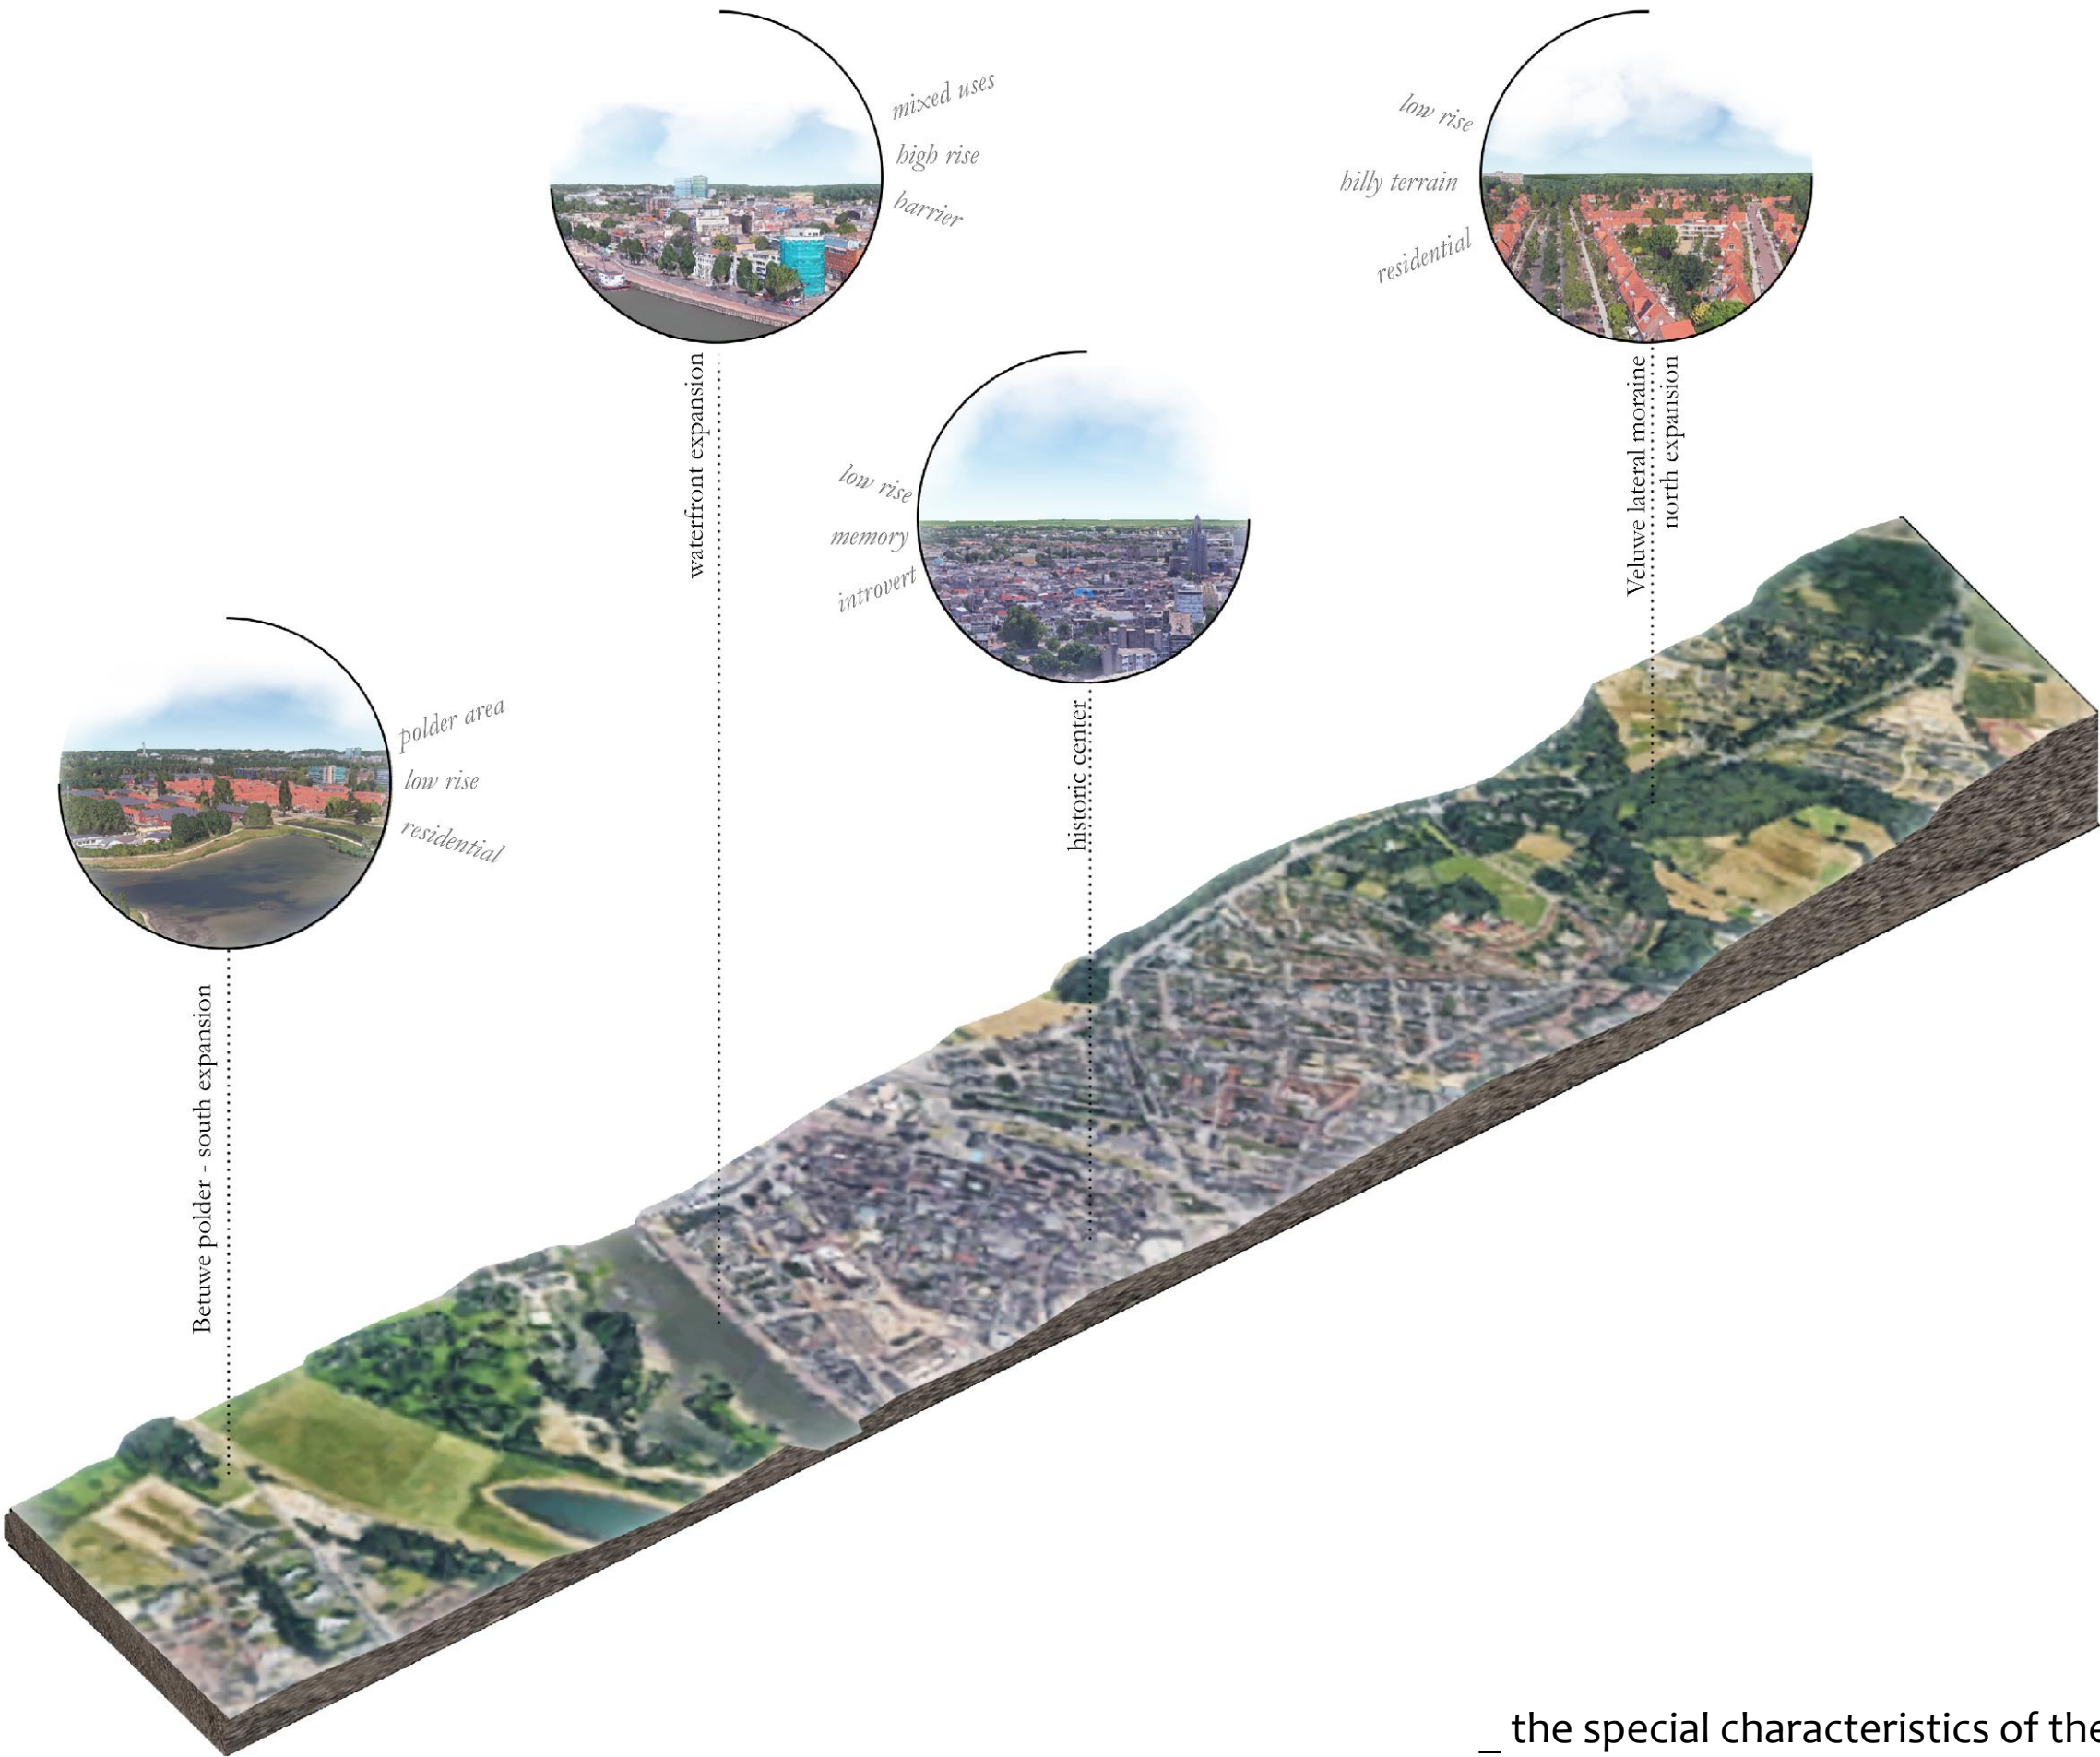 mixed uses
high rise
barrier
low rise
hilly terrain
residential
waterfront expansion
Veluwe lateral moraine
north expansion
low rise
memory
introvert
polder area
low rise
residential
historic center
Betuwe polder - south expansion
_ the special characteristics of the